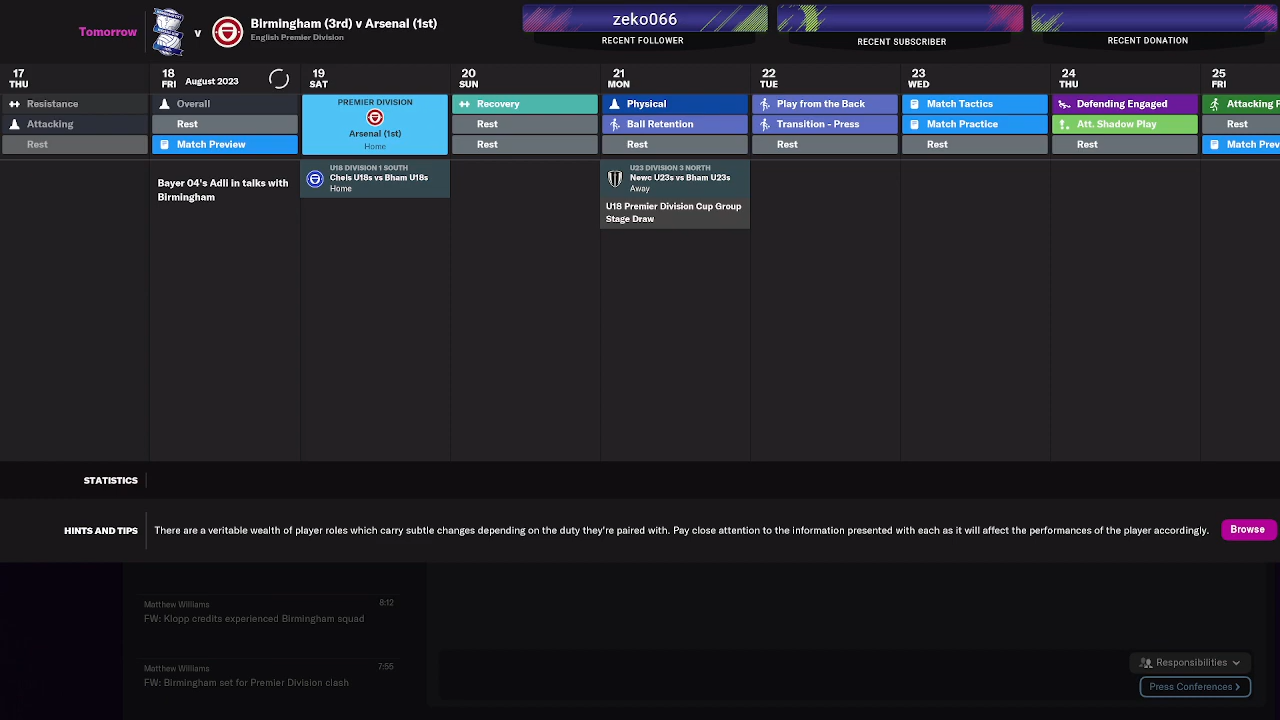 Tomorrow
v
Birmingham (3rd) v Arsenal (1st)
English Premier Division
zeko066
RECENT FOLLOWER
RECENT SUBSCRIBER
RECENT DONATION
17
THU
18
FRI
August 2023
19
SAT
20
SUN
21
MON
22
TUE
23
WED
24
THU
25
FRI
Resistance
Attacking
Rest
Overall
Rest
Match Preview
PREMIER DIVISION
Arsenal (1st)
Home
Recovery
Rest
Rest
Physical
Ball Retention
Rest
Play from the Back
Transition - Press
Rest
Match Tactics
Match Practice
Rest
Defending Engaged
Att. Shadow Play
Rest
Attacking F
Rest
Match Prev
Bayer 04's Adli in talks with
Birmingham
U18 DIVISION 1 SOUTH
Chels U18s vs Bham U18s
Home
U23 DIVISION 3 NORTH
Newc U23s vs Bham U23s
Away
U18 Premier Division Cup Group
Stage Draw
STATISTICS
HINTS AND TIPS
There are a veritable wealth of player roles which carry subtle changes depending on the duty they're paired with. Pay close attention to the information presented with each as it will affect the performances of the player accordingly.
Browse
Matthew Williams
8:12
FW: Klopp credits experienced Birmingham squad
Matthew Williams
7:55
FW: Birmingham set for Premier Division clash
Responsibilities
Press Conferences >